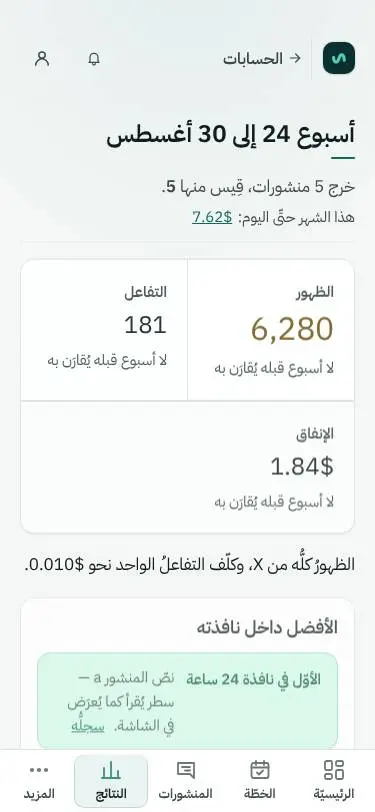 الحسابات →
أسبوع 24 إلى 30 أغسطس
خرج 5 منشورات، قِيس منها 5.
هذا الشهر حتّى اليوم: 7.62$
الظهور
6,280
لا أسبوع قبله يُقارَن به
التفاعل
181
لا أسبوع قبله يُقارَن به
الإنفاق
1.84$
لا أسبوع قبله يُقارَن به
الظهورُ كلُّه من X، وكلّف التفاعلُ الواحد نحو 0.010$.
الأفضل داخل نافذته
الأوّل في نافذة 24 ساعة
نصّ المنشور a —
سطر يُقرأ كما يُعرَض
في الشاشة. سجلُّه
الرئيسيّة
الخطّة
المنشورات
النتائج
المزيد